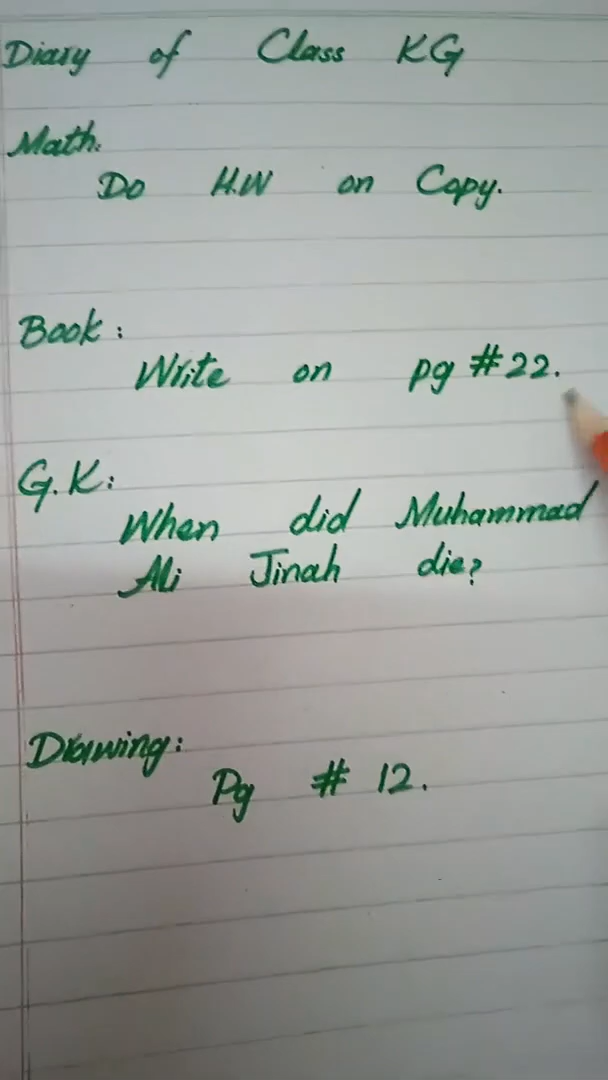 Diary of Class KG
Math.
Do H.W on Copy.
Book:
Write on pg #22.
G.K:
When did Muhammad
Ali Jinah die?
Drawing:
Pg # 12.